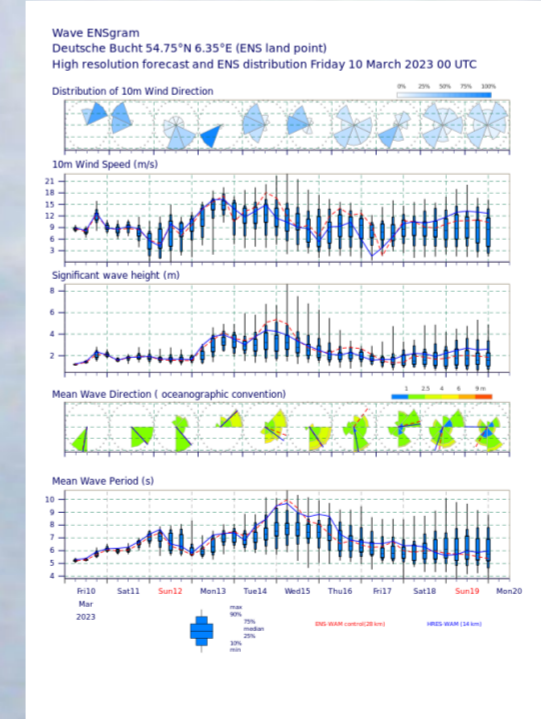 Wave ENSgram
Deutsche Bucht 54.75°N 6.35°E (ENS land point)
High resolution forecast and ENS distribution Friday 10 March 2023 00 UTC
Distribution of 10m Wind Direction
0% 25% 50% 75% 100%
10m Wind Speed (m/s)
21
18
15
12
9
6
3
Significant wave height (m)
8
6
4
2
Mean Wave Direction ( oceanographic convention)
1 2.5 4 6 9 m
Mean Wave Period (s)
10
9
8
7
6
5
4
Fri10 Sat11 Sun12 Mon13 Tue14 Wed15 Thu16 Fri17 Sat18 Sun19 Mon20
Mar
2023
max
90%
75%
median
25%
10%
min
ENS-WAM control(28 km)
HRES-WAM (14 km)